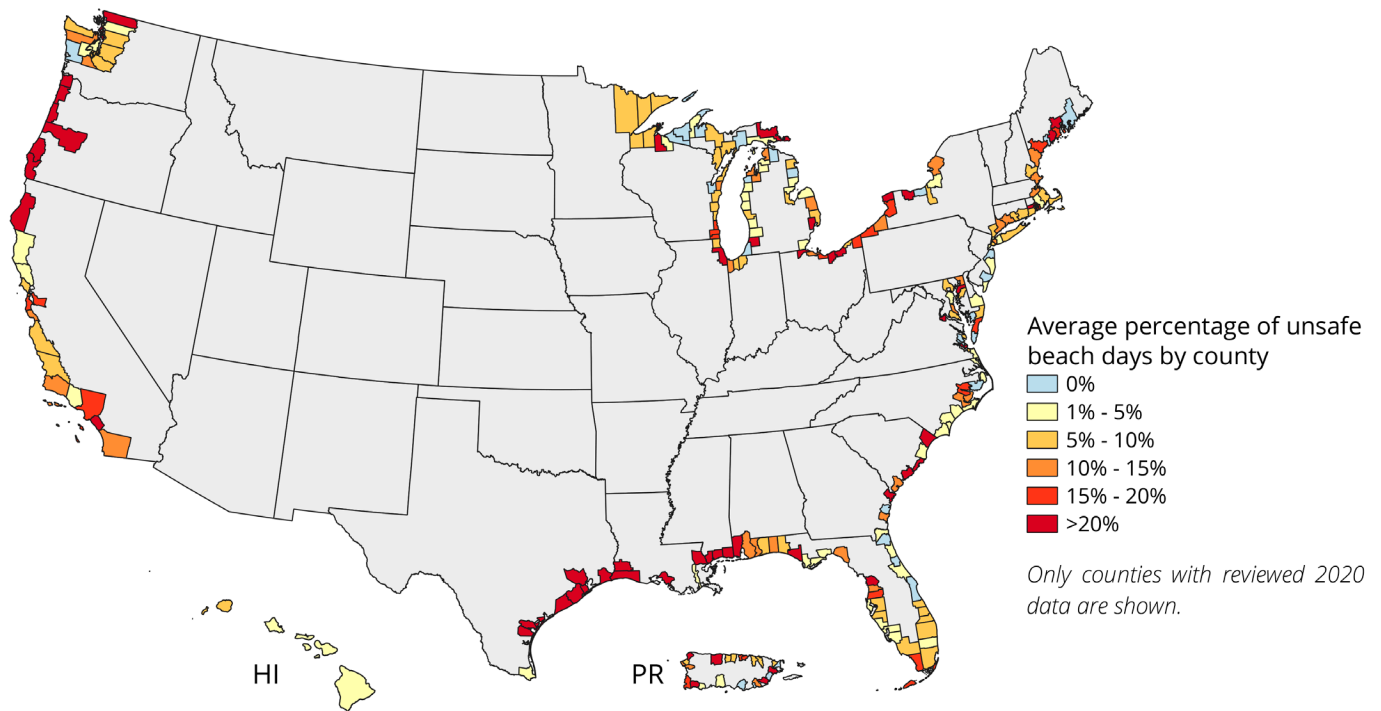 Average percentage of unsafe
beach days by county
0%
1% - 5%
5% - 10%
10% - 15%
15% - 20%
>20%
Only counties with reviewed 2020
data are shown.
HI
PR